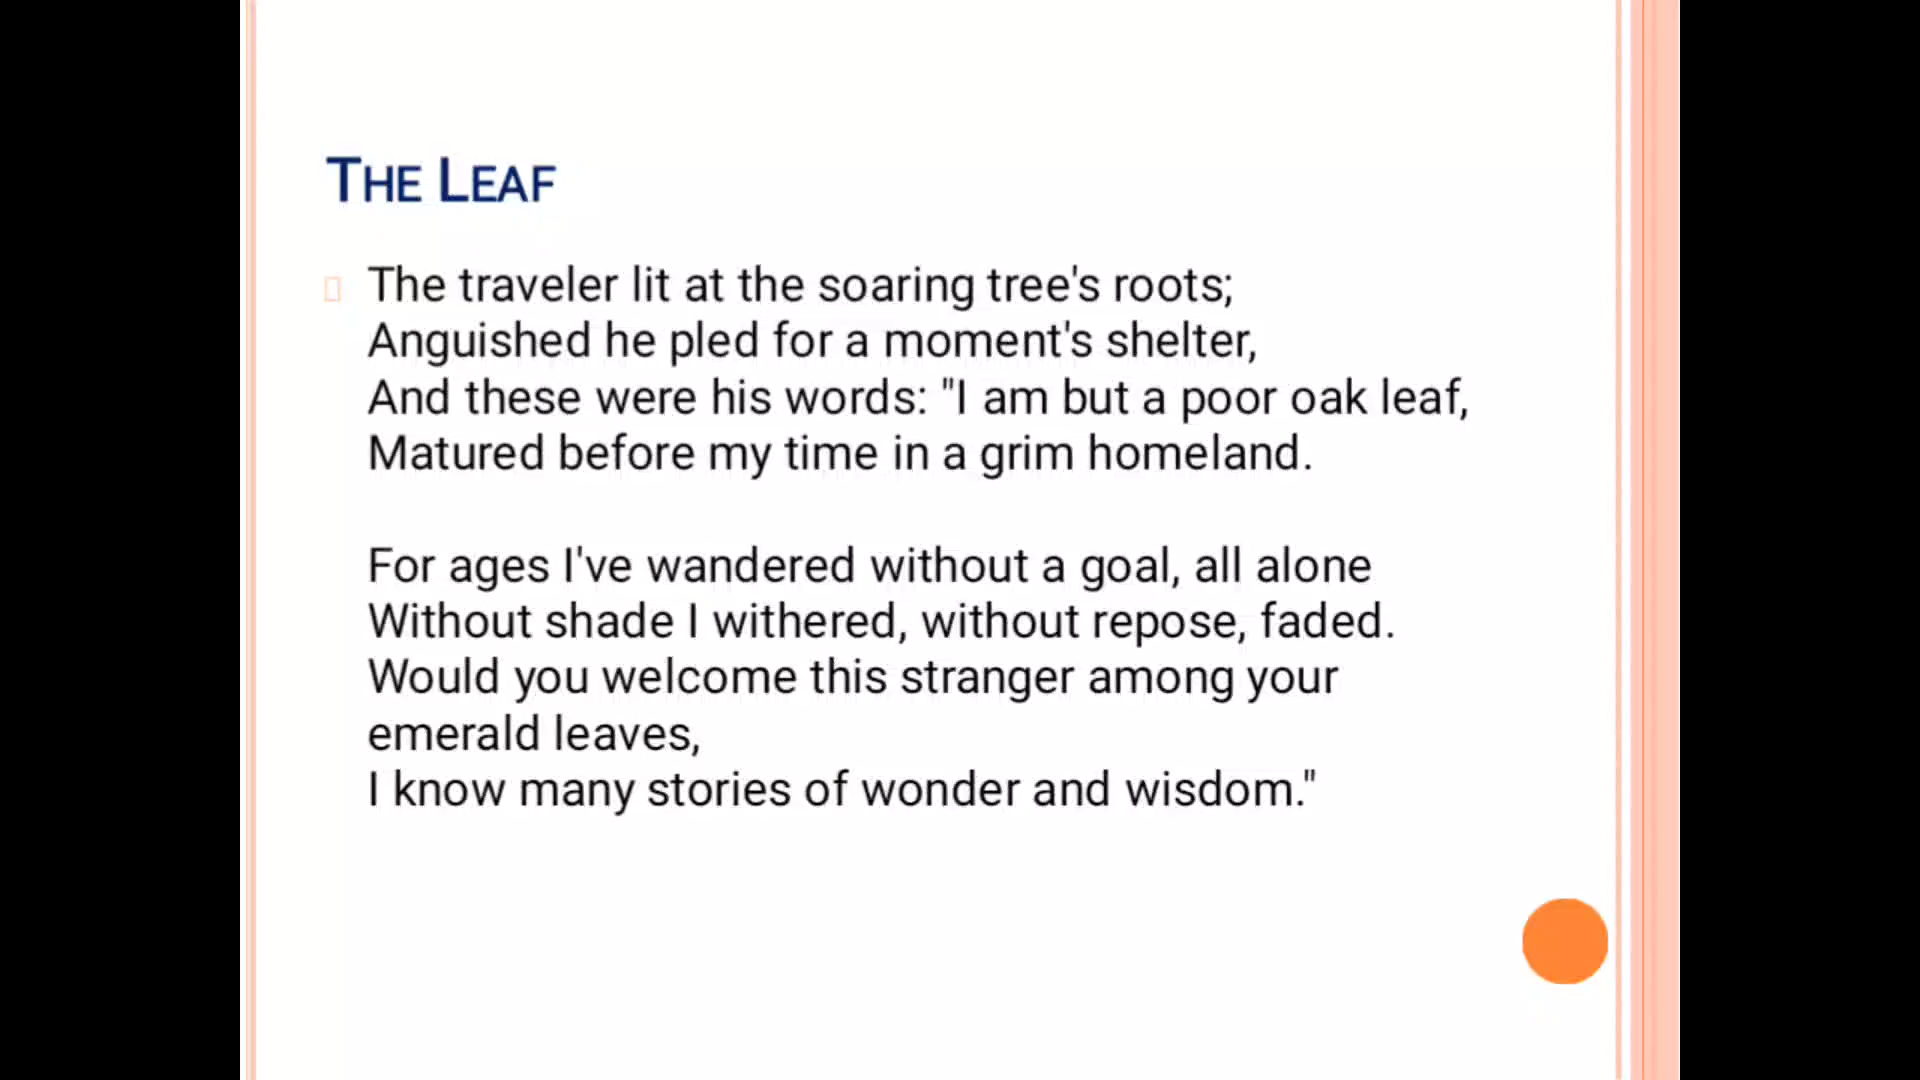 The Leaf
The traveler lit at the soaring tree's roots;
Anguished he pled for a moment's shelter,
And these were his words: "I am but a poor oak leaf,
Matured before my time in a grim homeland.
For ages I've wandered without a goal, all alone
Without shade I withered, without repose, faded.
Would you welcome this stranger among your
emerald leaves,
I know many stories of wonder and wisdom."